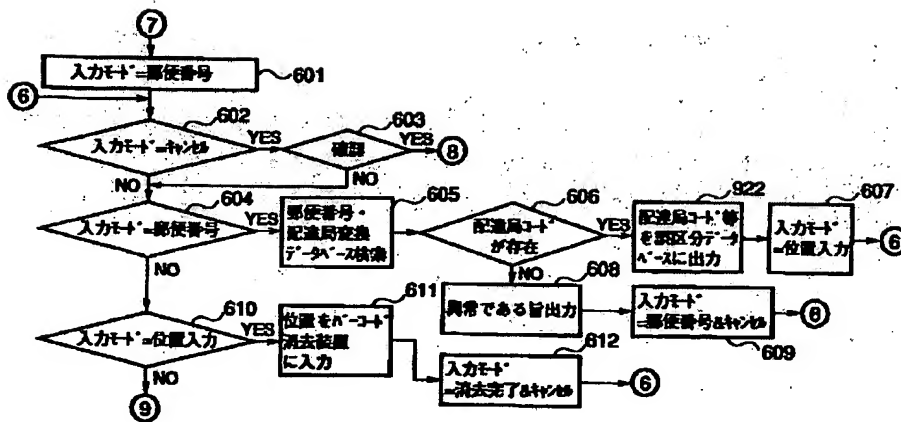 ⑦
入力モード=郵便番号
601
⑥
602
603
入力モード=キャンセル
YES
確認
YES
⑧
NO
NO
604
605
606
922
607
入力モード=郵便番号
YES
郵便番号・
配達局変換
データベース検索
配達局コード
が存在
YES
配達局コード等
を誤区分データ
ベースに出力
入力モード
=位置入力
⑥
NO
NO
608
異常である旨出力
入力モード
=郵便番号&キャンセル
⑥
609
610
611
入力モード=位置入力
YES
位置をバーコード
消去装置
に入力
612
入力モード
=消去完了&キャンセル
⑥
NO
⑨